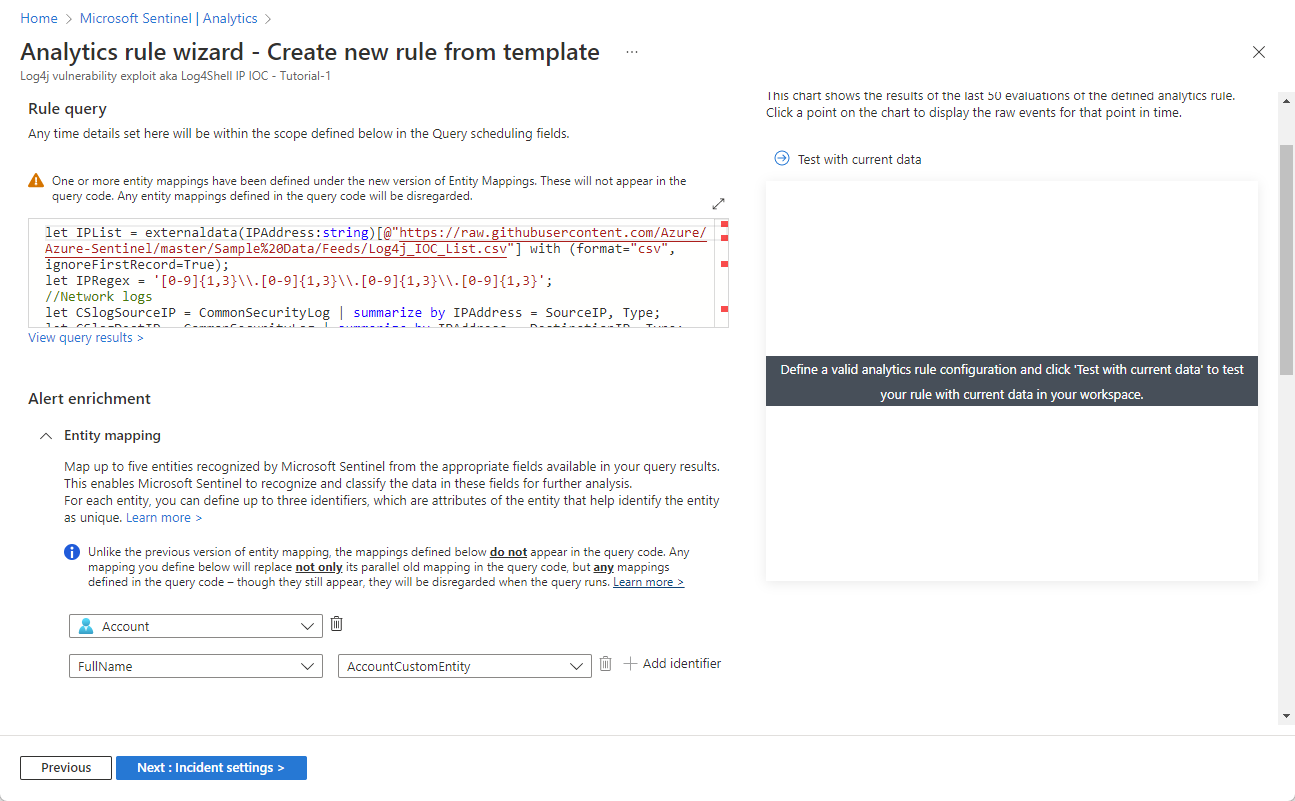 Home > Microsoft Sentinel | Analytics >
Analytics rule wizard - Create new rule from template ...
Log4j vulnerability exploit aka Log4Shell IP IOC - Tutorial-1
Rule query
Any time details set here will be within the scope defined below in the Query scheduling fields.
One or more entity mappings have been defined under the new version of Entity Mappings. These will not appear in the
query code. Any entity mappings defined in the query code will be disregarded.
let IPList = externaldata(IPAddress:string)[@"https://raw.githubusercontent.com/Azure/
Azure-Sentinel/master/Sample%20Data/Feeds/Log4j_IOC_List.csv"] with (format="csv",
ignoreFirstRecord=True);
let IPRegex = '[0-9]{1,3}\\.[0-9]{1,3}\\.[0-9]{1,3}\\.[0-9]{1,3}';
//Network logs
let CSlogSourceIP = CommonSecurityLog | summarize by IPAddress = SourceIP, Type;
let CSlogDestIP = CommonSecurityLog | summarize by IPAddress = DestinationIP, Type;
View query results >
Alert enrichment
Entity mapping
Map up to five entities recognized by Microsoft Sentinel from the appropriate fields available in your query results.
This enables Microsoft Sentinel to recognize and classify the data in these fields for further analysis.
For each entity, you can define up to three identifiers, which are attributes of the entity that help identify the entity
as unique. Learn more >
Unlike the previous version of entity mapping, the mappings defined below do not appear in the query code. Any
mapping you define below will replace not only its parallel old mapping in the query code, but any mappings
defined in the query code – though they still appear, they will be disregarded when the query runs. Learn more >
Account
FullName
AccountCustomEntity
Add identifier
This chart shows the results of the last 50 evaluations of the defined analytics rule.
Click a point on the chart to display the raw events for that point in time.
Test with current data
Define a valid analytics rule configuration and click 'Test with current data' to test
your rule with current data in your workspace.
Previous
Next : Incident settings >